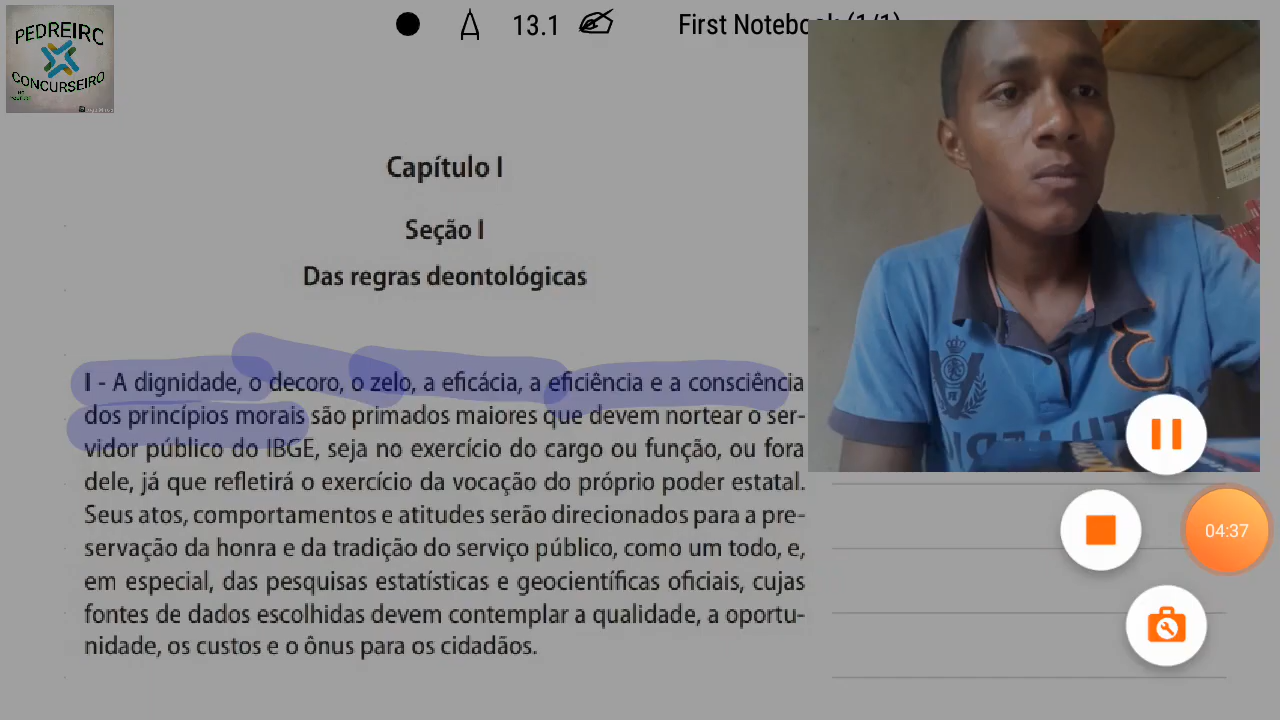 PEDREIRO
CONCURSEIRO
13.1
First Notebook (1/1)
Capítulo I
Seção I
Das regras deontológicas
I - A dignidade, o decoro, o zelo, a eficácia, a eficiência e a consciência
dos princípios morais são primados maiores que devem nortear o ser-
vidor público do IBGE, seja no exercício do cargo ou função, ou fora
dele, já que refletirá o exercício da vocação do próprio poder estatal.
Seus atos, comportamentos e atitudes serão direcionados para a pre-
servação da honra e da tradição do serviço público, como um todo, e,
em especial, das pesquisas estatísticas e geocientíficas oficiais, cujas
fontes de dados escolhidas devem contemplar a qualidade, a oportu-
nidade, os custos e o ônus para os cidadãos.
04:37